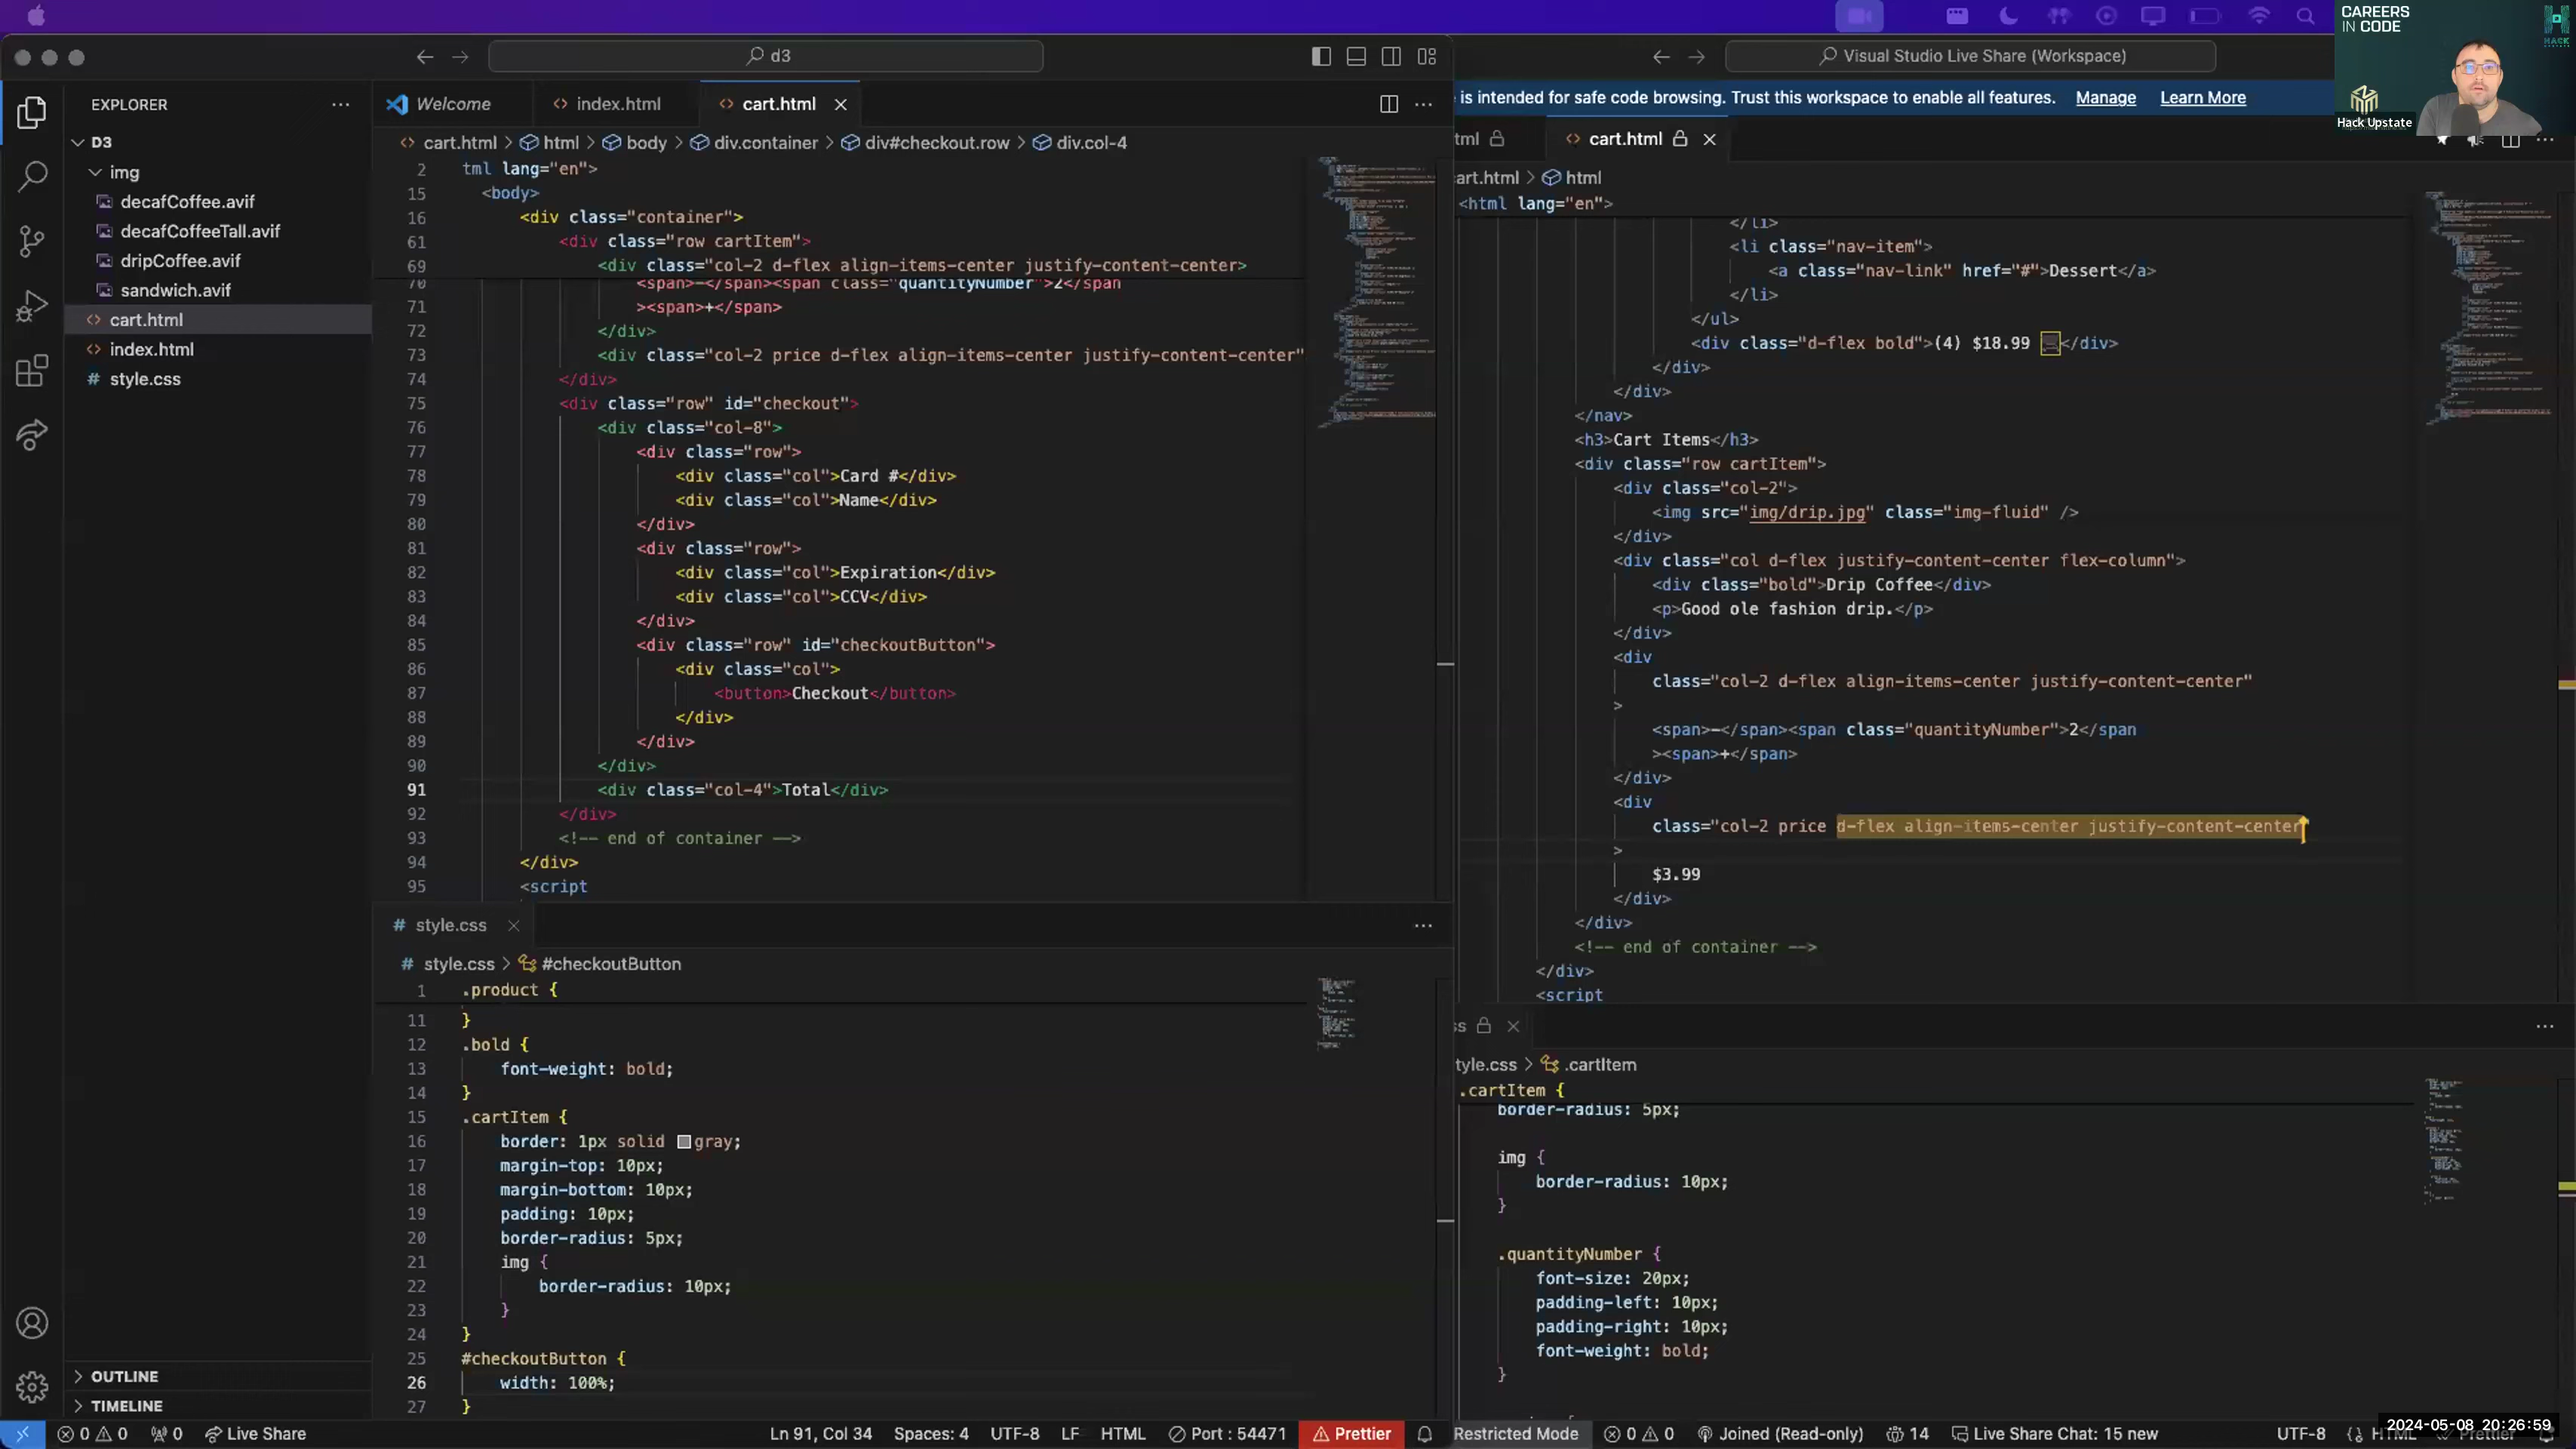 CAREERS
IN CODE
HACK
UPSTATE
Hack Upstate
d3
EXPLORER
D3
img
decafCoffee.avif
decafCoffeeTall.avif
dripCoffee.avif
sandwich.avif
cart.html
index.html
style.css
OUTLINE
TIMELINE
Welcome
index.html
cart.html
cart.html > html > body > div.container > div#checkout.row > div.col-4
2 tml lang="en">
15 <body>
16 <div class="container">
61 <div class="row cartItem">
69 <div class="col-2 d-flex align-items-center justify-content-center>
70 <span>-</span><span class="quantityNumber">2</span
71 ><span>+</span>
72 </div>
73 <div class="col-2 price d-flex align-items-center justify-content-center"
74 </div>
75 <div class="row" id="checkout">
76 <div class="col-8">
77 <div class="row">
78 <div class="col">Card #</div>
79 <div class="col">Name</div>
80 </div>
81 <div class="row">
82 <div class="col">Expiration</div>
83 <div class="col">CCV</div>
84 </div>
85 <div class="row" id="checkoutButton">
86 <div class="col">
87 <button>Checkout</button>
88 </div>
89 </div>
90 </div>
91 <div class="col-4">Total</div>
92 </div>
93 <!-- end of container -->
94 </div>
95 <script
# style.css
# style.css > #checkoutButton
1 .product {
11 }
12 .bold {
13 font-weight: bold;
14 }
15 .cartItem {
16 border: 1px solid gray;
17 margin-top: 10px;
18 margin-bottom: 10px;
19 padding: 10px;
20 border-radius: 5px;
21 img {
22 border-radius: 10px;
23 }
24 }
25 #checkoutButton {
26 width: 100%;
27 }
0 0 0 Live Share Ln 91, Col 34 Spaces: 4 UTF-8 LF HTML Port : 54471 Prettier
Visual Studio Live Share (Workspace)
is intended for safe code browsing. Trust this workspace to enable all features. Manage Learn More
tml
cart.html
cart.html > html
<html lang="en">
</li>
<li class="nav-item">
<a class="nav-link" href="#">Dessert</a>
</li>
</ul>
<div class="d-flex bold">(4) $18.99 </div>
</div>
</div>
</nav>
<h3>Cart Items</h3>
<div class="row cartItem">
<div class="col-2">
<img src="img/drip.jpg" class="img-fluid" />
</div>
<div class="col d-flex justify-content-center flex-column">
<div class="bold">Drip Coffee</div>
<p>Good ole fashion drip.</p>
</div>
<div
class="col-2 d-flex align-items-center justify-content-center"
>
<span>-</span><span class="quantityNumber">2</span
><span>+</span>
</div>
<div
class="col-2 price d-flex align-items-center justify-content-center
>
$3.99
</div>
</div>
<!-- end of container -->
</div>
<script
ss
tyle.css > .cartItem
.cartItem {
border-radius: 5px;
img {
border-radius: 10px;
}
.quantityNumber {
font-size: 20px;
padding-left: 10px;
padding-right: 10px;
font-weight: bold;
}
2024-05-08 20:26:59
Restricted Mode 0 0 Joined (Read-only) 14 Live Share Chat: 15 new UTF-8 HTML Prettier